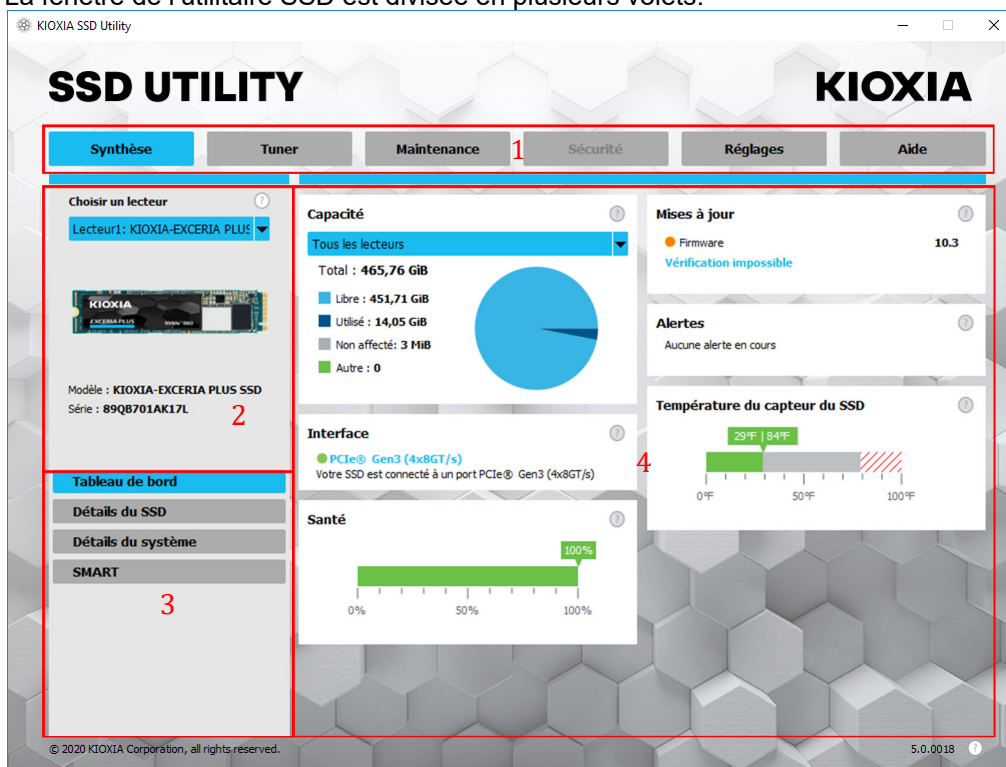 La fenêtre de l'utilitaire SSD est divisée en plusieurs volets:
KIOXIA SSD Utility
SSD UTILITY
KIOXIA
Synthèse
Tuner
Maintenance
1
Sécurité
Réglages
Aide
Choisir un lecteur
?
Lecteur1: KIOXIA-EXCERIA PLUS
KIOXIA
EXCERIA PLUS
NVMe™ SSD
Modèle : KIOXIA-EXCERIA PLUS SSD
Série : 89QB701AK17L
2
Tableau de bord
Détails du SSD
Détails du système
SMART
3
Capacité
?
Tous les lecteurs
Total : 465,76 GiB
Libre : 451,71 GiB
Utilisé : 14,05 GiB
Non affecté: 3 MiB
Autre : 0
Interface
?
PCIe® Gen3 (4x8GT/s)
Votre SSD est connecté à un port PCIe® Gen3 (4x8GT/s)
Santé
?
100%
0%
50%
100%
4
Mises à jour
?
Firmware
10.3
Vérification impossible
Alertes
?
Aucune alerte en cours
Température du capteur du SSD
?
29°F | 84°F
0°F
50°F
100°F
© 2020 KIOXIA Corporation, all rights reserved.
5.0.0018
?